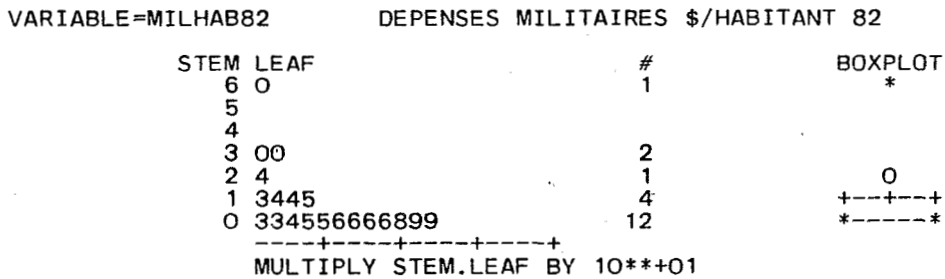 VARIABLE=MILHAB82 DEPENSES MILITAIRES $/HABITANT 82
STEM LEAF # BOXPLOT
6 0 1 *
5
4
3 00 2
2 4 1 0
1 3445 4 +--+--+
0 334556666899 12 *-----*
----+----+----+----+
MULTIPLY STEM.LEAF BY 10**+01